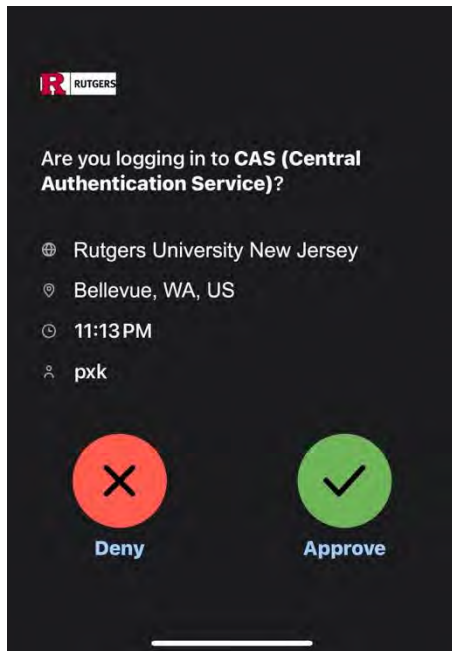 R RUTGERS
Are you logging in to CAS (Central
Authentication Service)?
Rutgers University New Jersey
Bellevue, WA, US
11:13 PM
pxk
Deny
Approve